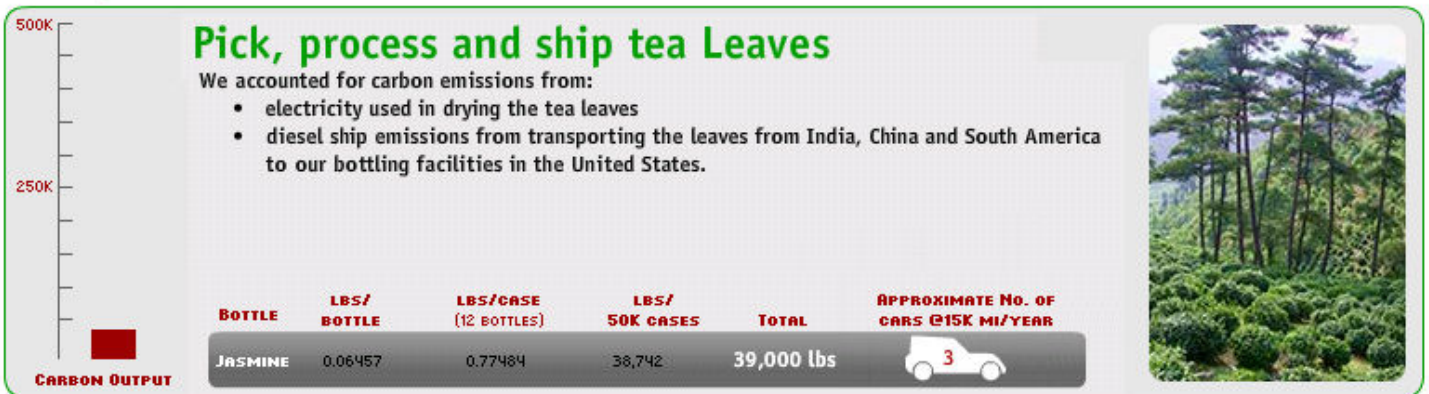 500K
Pick, process and ship tea Leaves
We accounted for carbon emissions from:
• electricity used in drying the tea leaves
• diesel ship emissions from transporting the leaves from India, China and South America
to our bottling facilities in the United States.
250K
BOTTLE LBS/ BOTTLE LBS/CASE (12 BOTTLES) LBS/ 50K CASES TOTAL APPROXIMATE NO. OF CARS @15K MI/YEAR
JASMINE 0.06457 0.77484 38,742 39,000 lbs 3
CARBON OUTPUT